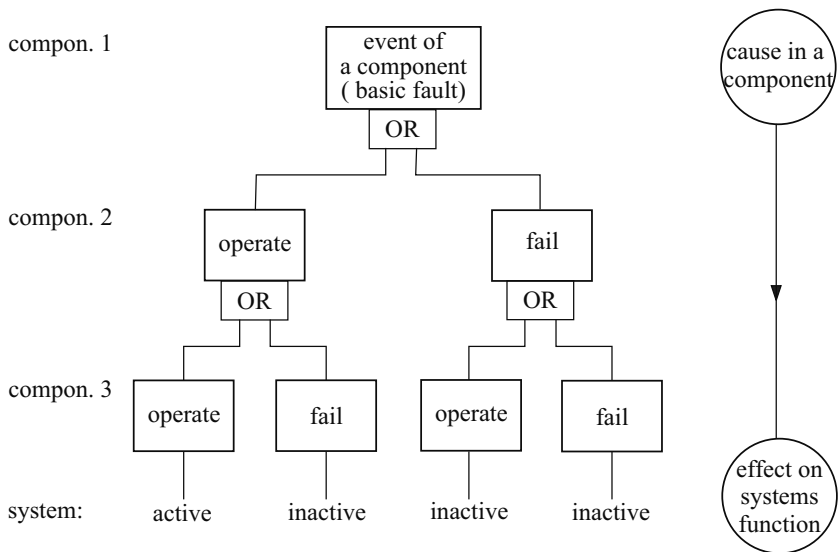 compon. 1
event of
a component
( basic fault)
OR
cause in a
component
compon. 2
operate
fail
OR
OR
compon. 3
operate
fail
operate
fail
effect on
systems
function
system:
active
inactive
inactive
inactive